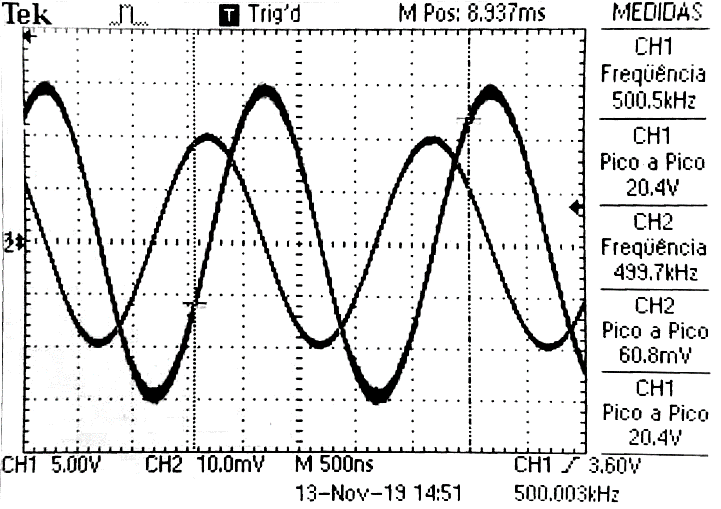 Tek T Trig'd M Pos: 8.937ms MEDIDAS
CH1
Freqüência
500.5kHz
CH1
Pico a Pico
20.4V
CH2
Freqüência
499.7kHz
CH2
Pico a Pico
60.8mV
CH1
Pico a Pico
20.4V
2
CH1 5.00V CH2 10.0mV M 500ns CH1 3.60V
13-Nov-19 14:51 500.003kHz